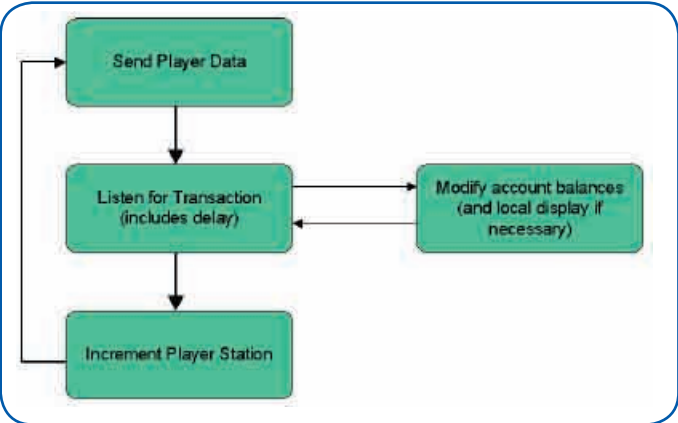 Send Player Data
Listen for Transaction
(includes delay)
Modify account balances
(and local display if
necessary)
Increment Player Station